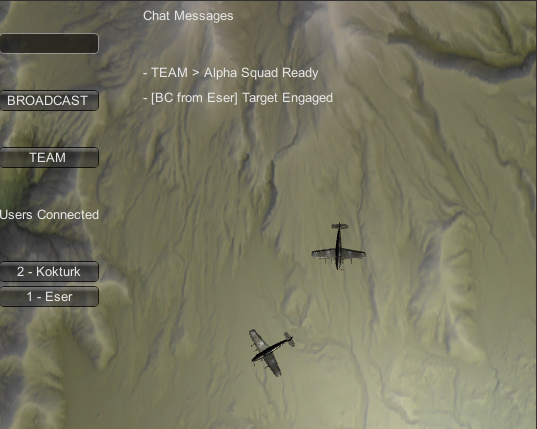 Chat Messages
- TEAM > Alpha Squad Ready
- [BC from Eser] Target Engaged
BROADCAST
TEAM
Users Connected
2 - Kokturk
1 - Eser